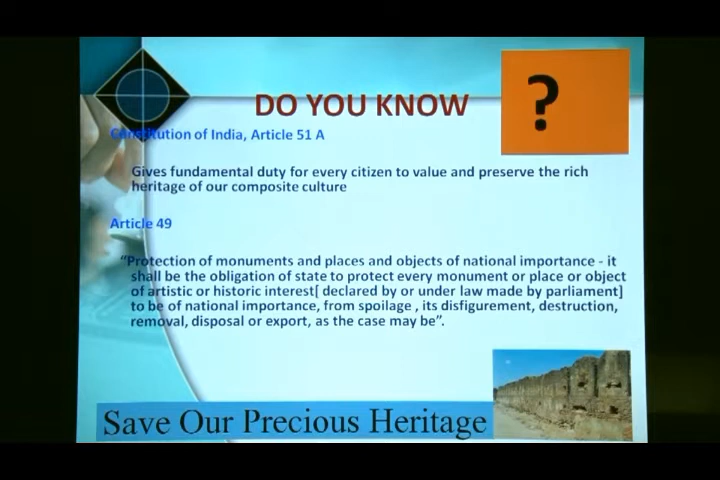 DO YOU KNOW
?
Constitution of India, Article 51 A
Gives fundamental duty for every citizen to value and preserve the rich
heritage of our composite culture
Article 49
“Protection of monuments and places and objects of national importance - it
shall be the obligation of state to protect every monument or place or object
of artistic or historic interest[ declared by or under law made by parliament]
to be of national importance, from spoilage , its disfigurement, destruction,
removal, disposal or export, as the case may be”.
Save Our Precious Heritage